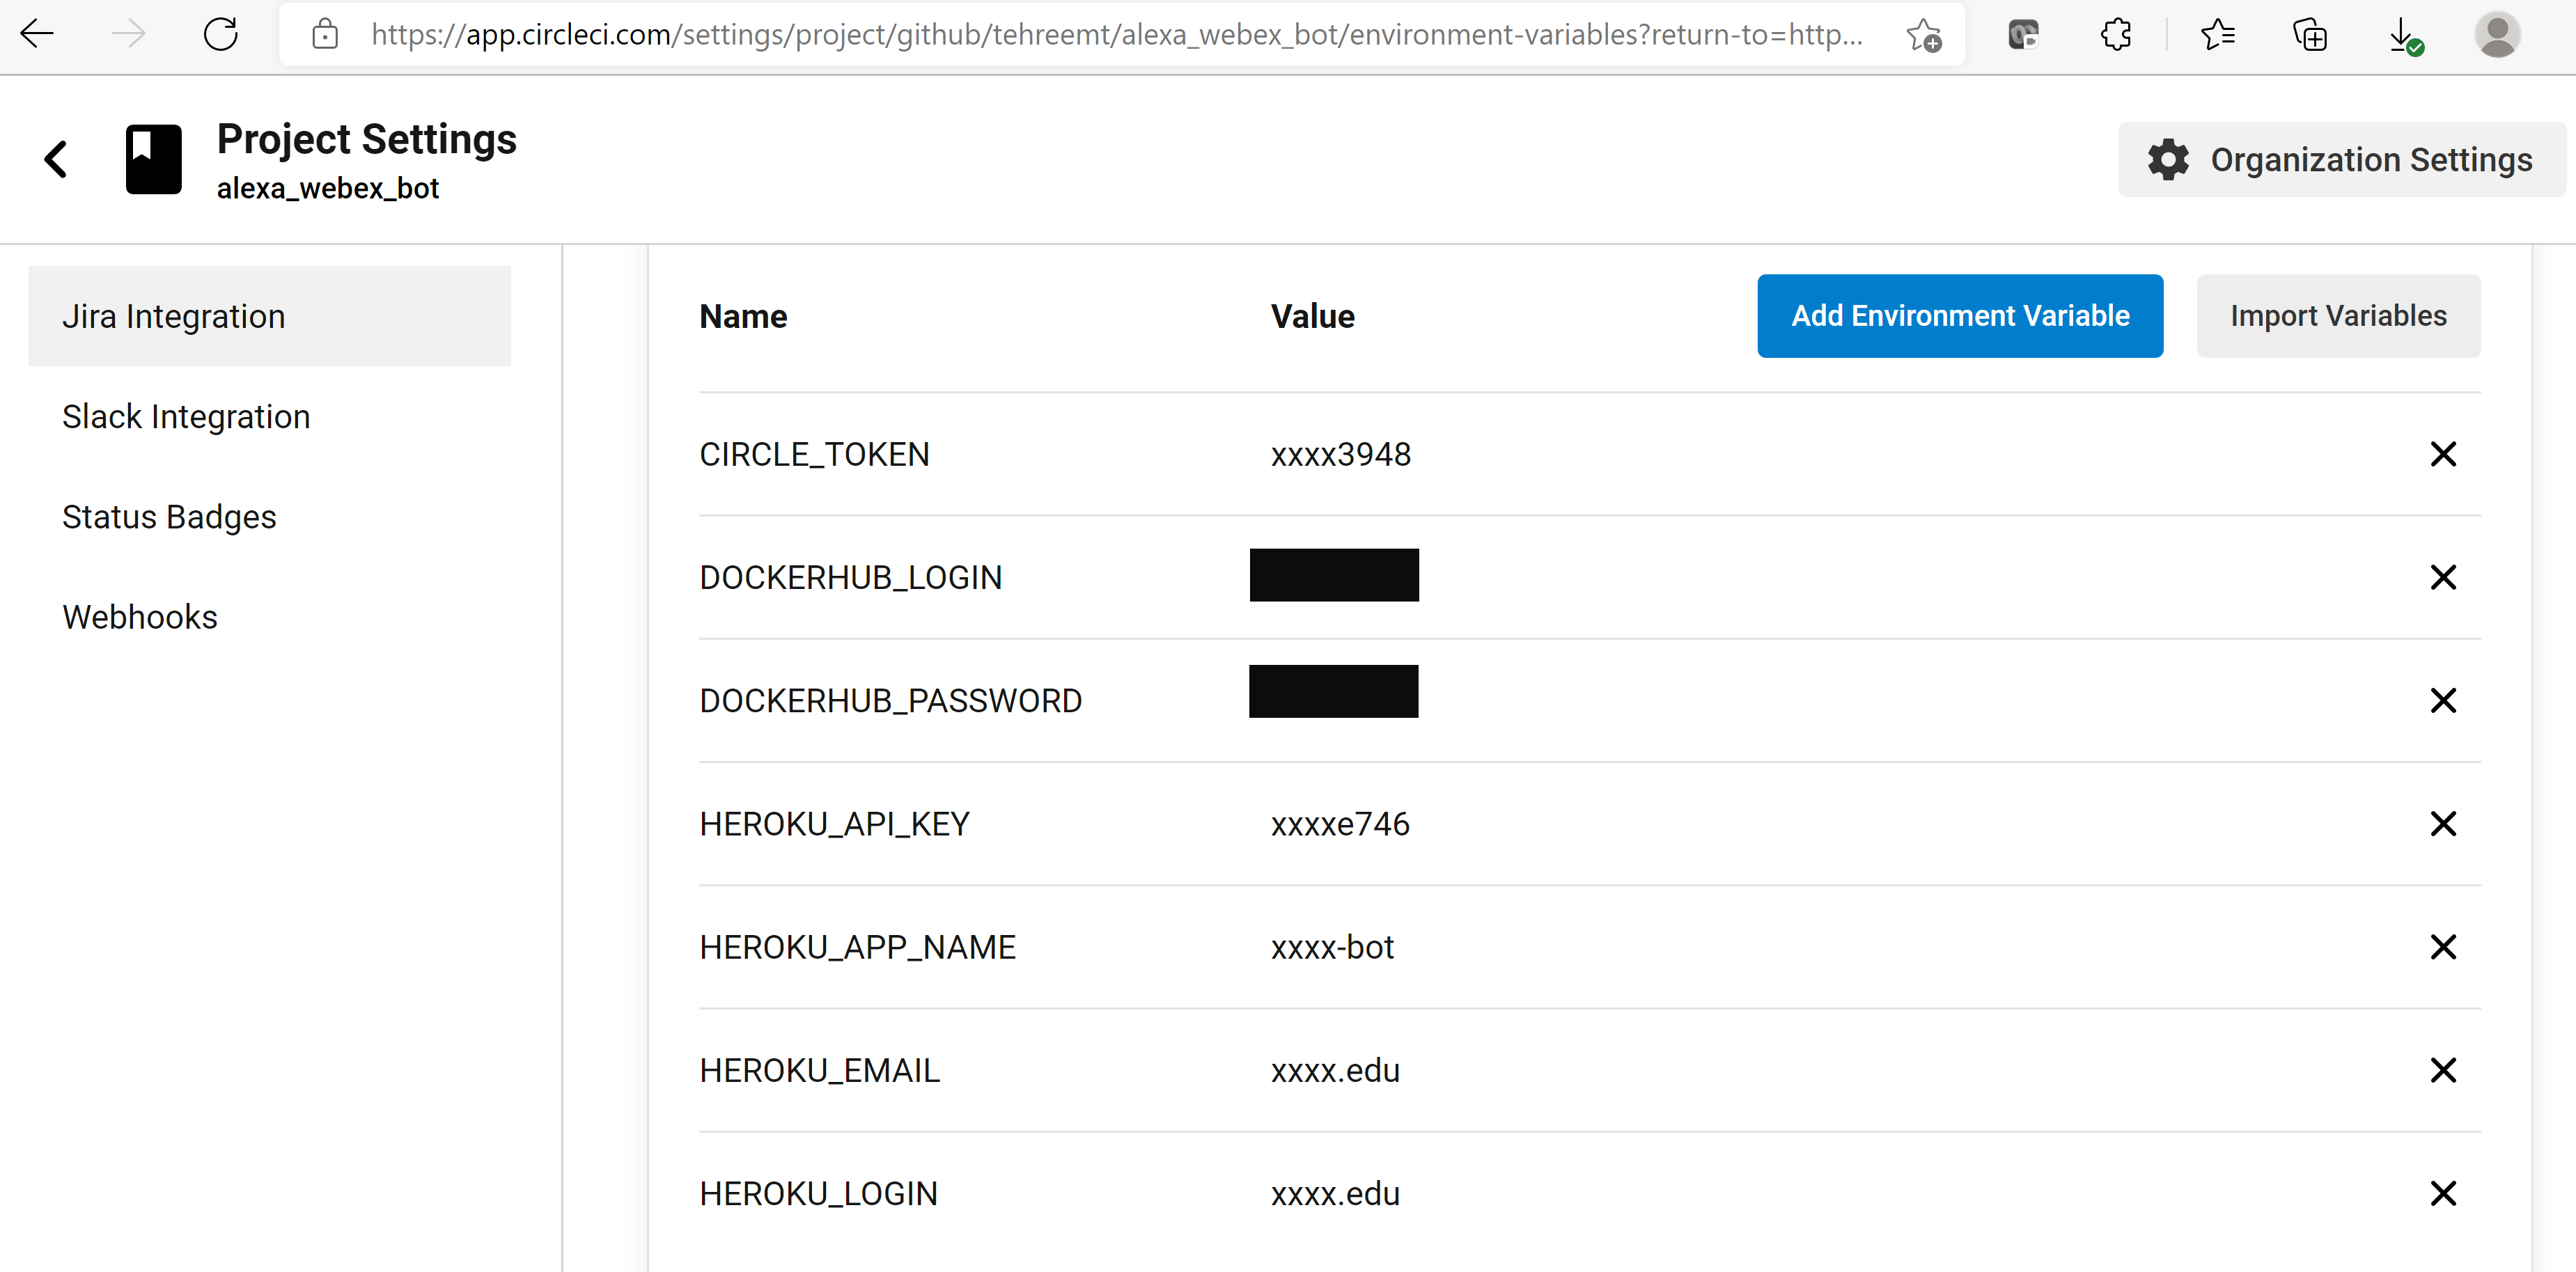 https://app.circleci.com/settings/project/github/tehreemt/alexa_webex_bot/environment-variables?return-to=http...
Project Settings
alexa_webex_bot
Organization Settings
Jira Integration
Slack Integration
Status Badges
Webhooks
Name Value Add Environment Variable Import Variables
CIRCLE_TOKEN xxxx3948
DOCKERHUB_LOGIN
DOCKERHUB_PASSWORD
HEROKU_API_KEY xxxxe746
HEROKU_APP_NAME xxxx-bot
HEROKU_EMAIL xxxx.edu
HEROKU_LOGIN xxxx.edu